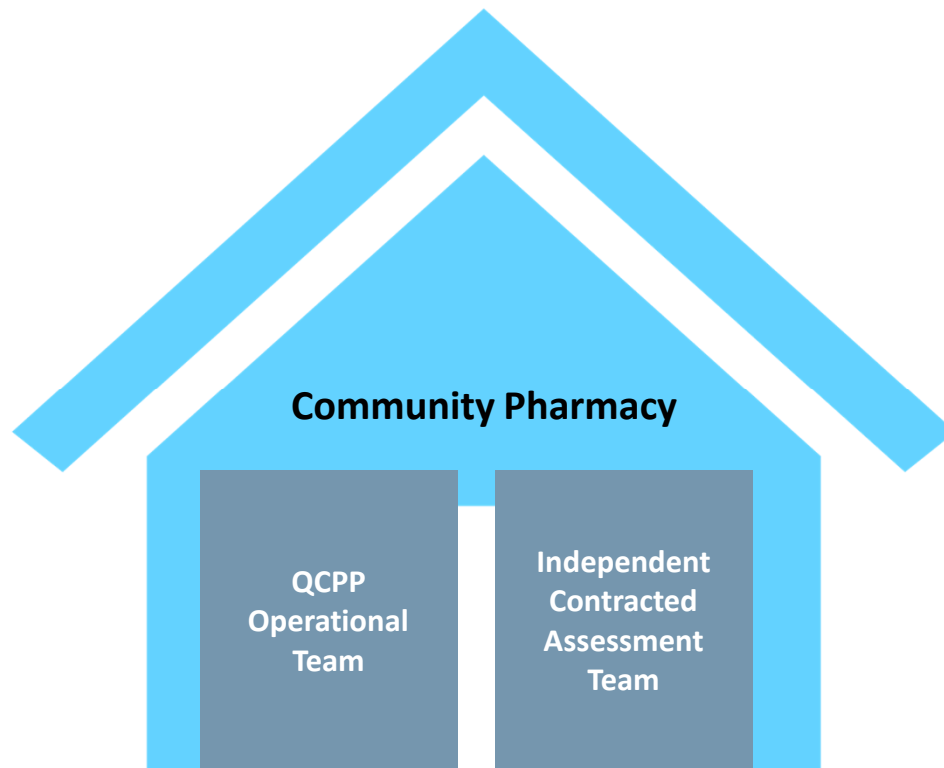 Community Pharmacy
QCPP
Operational
Team
Independent
Contracted
Assessment
Team